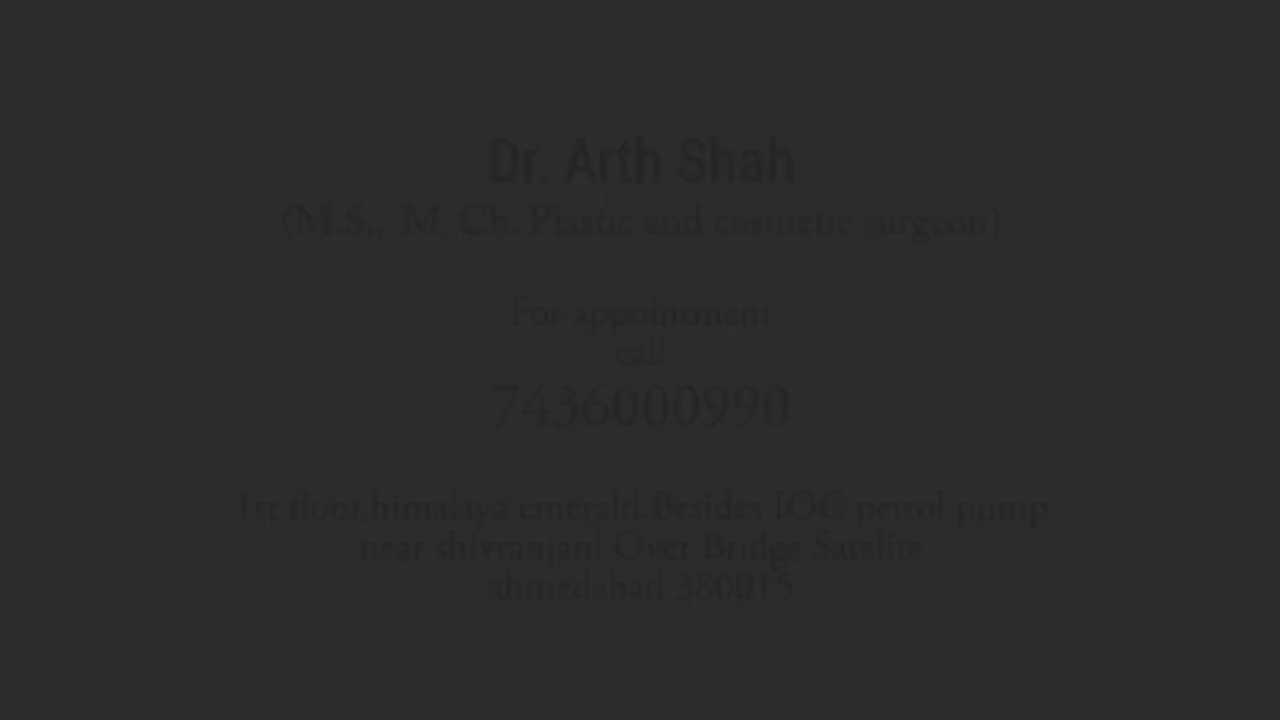 Dr. Arth Shah
(M.S., M. Ch. Plastic and cosmetic surgeon)
For appointment
call
7436000990
1st floor,himalaya emerald,Besides IOC petrol pump
near shivranjani Over Bridge Satelite
ahmedabad 380015